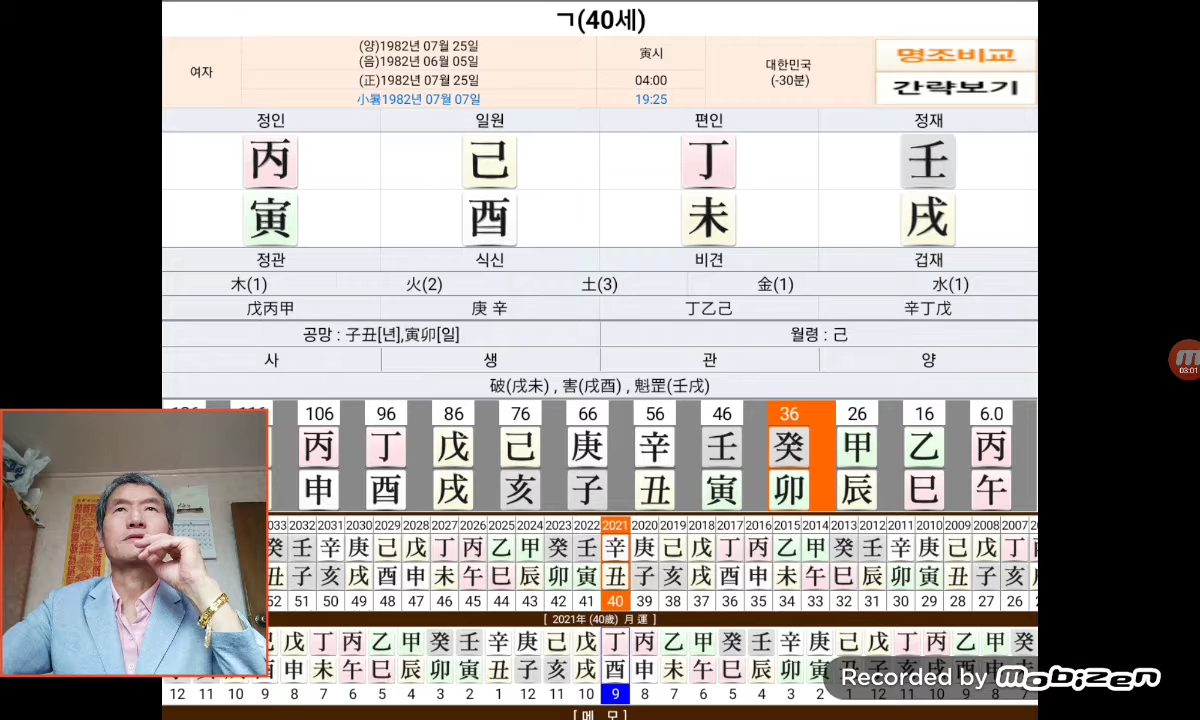 ㄱ(40세)
여자
(양)1982년 07월 25일
(음)1982년 06월 05일
(正)1982년 07월 25일
小暑1982년 07월 07일
寅시
04:00
19:25
대한민국
(-30분)
명조비교
간략보기
정인 일원 편인 정재
丙 己 丁 壬
寅 酉 未 戌
정관 식신 비견 겁재
木(1) 火(2) 土(3) 金(1) 水(1)
戊丙甲 庚 辛 丁乙己 辛丁戊
공망 : 子丑[년],寅卯[일] 월령 : 己
사 생 관 양
破(戌未) , 害(戌酉) , 魁罡(壬戌)
106 96 86 76 66 56 46 36 26 16 6.0
丙 丁 戊 己 庚 辛 壬 癸 甲 乙 丙
申 酉 戌 亥 子 丑 寅 卯 辰 巳 午
2032 2031 2030 2029 2028 2027 2026 2025 2024 2023 2022 2021 2020 2019 2018 2017 2016 2015 2014 2013 2012 2011 2010 2009 2008 2007
癸 壬 辛 庚 己 戊 丁 丙 乙 甲 癸 壬 辛 庚 己 戊 丁 丙 乙 甲 癸 壬 辛 庚 己 戊 丁
丑 子 亥 戌 酉 申 未 午 巳 辰 卯 寅 丑 子 亥 戌 酉 申 未 午 巳 辰 卯 寅 丑 子 亥
52 51 50 49 48 47 46 45 44 43 42 41 40 39 38 37 36 35 34 33 32 31 30 29 28 27 26
[ 2021年 (40歲) 月 運 ]
戊 丁 丙 乙 甲 癸 壬 辛 庚 己 戊 丁 丙 乙 甲 癸 壬 辛 庚 己 戊 丁 丙 乙 甲 癸
申 未 午 巳 辰 卯 寅 丑 子 亥 戌 酉 申 未 午 巳 辰 卯 寅
12 11 10 9 8 7 6 5 4 3 2 1 12 11 10 9 8 7 6 5 4 3 2
[ 메 모 ]
Recorded by mobizen
03:01